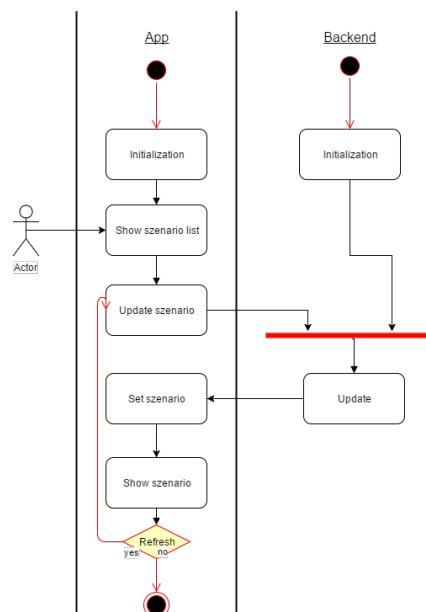 App
Backend
Initialization
Initialization
Show szenario list
Actor
Update szenario
Set szenario
Update
Show szenario
Refresh
yes
no